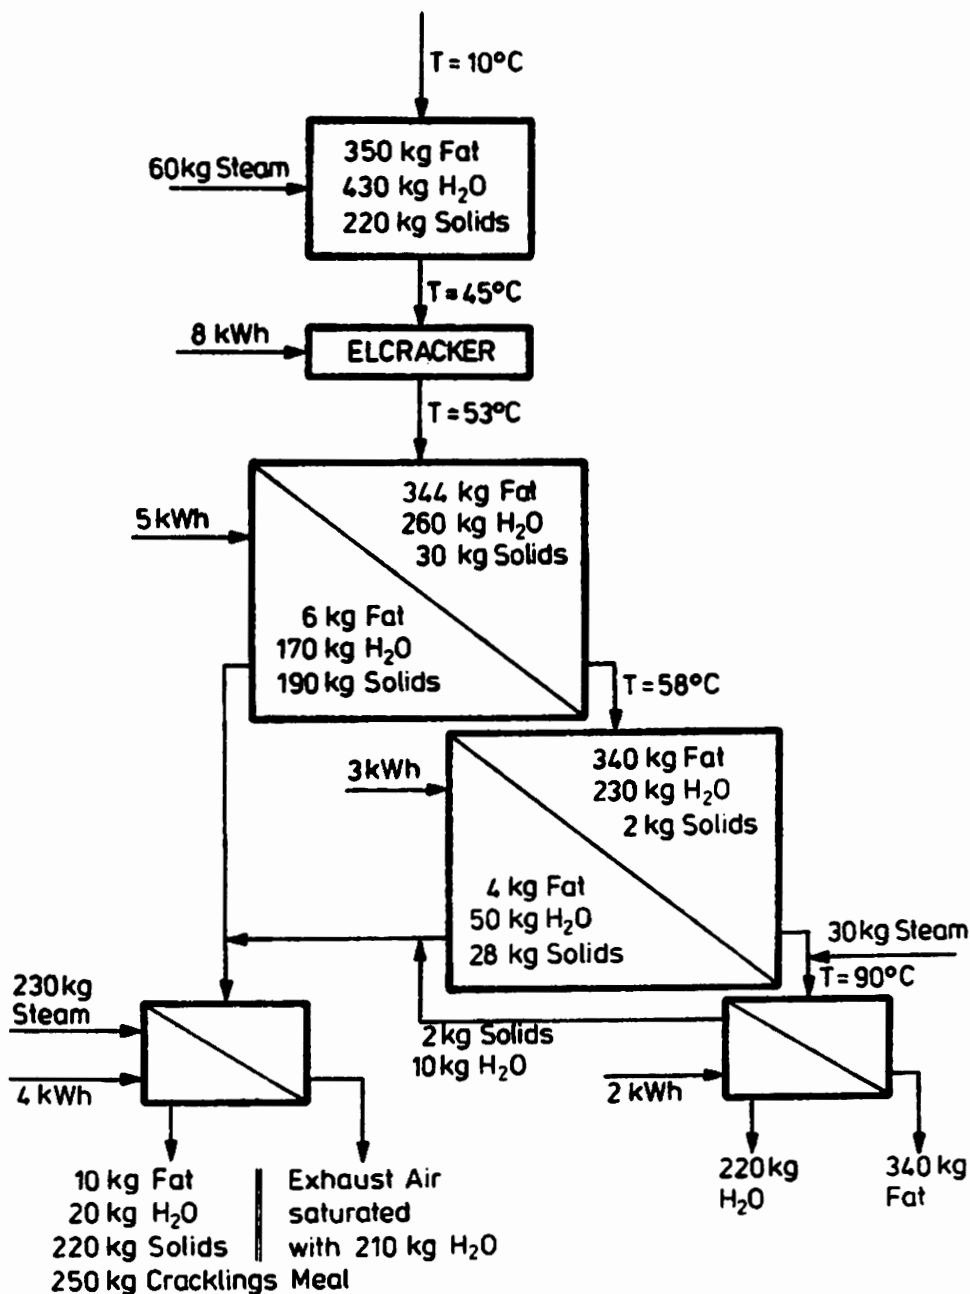 T = 10°C
60kg Steam
350 kg Fat
430 kg H₂O
220 kg Solids
T = 45°C
8 kWh
ELCRACKER
T = 53°C
5 kWh
344 kg Fat
260 kg H₂O
30 kg Solids
6 kg Fat
170 kg H₂O
190 kg Solids
T = 58°C
3 kWh
340 kg Fat
230 kg H₂O
2 kg Solids
4 kg Fat
50 kg H₂O
28 kg Solids
30 kg Steam
T = 90°C
230 kg
Steam
4 kWh
2 kg Solids
10 kg H₂O
2 kWh
10 kg Fat
20 kg H₂O
220 kg Solids
250 kg Cracklings Meal
Exhaust Air
saturated
with 210 kg H₂O
220 kg
H₂O
340 kg
Fat